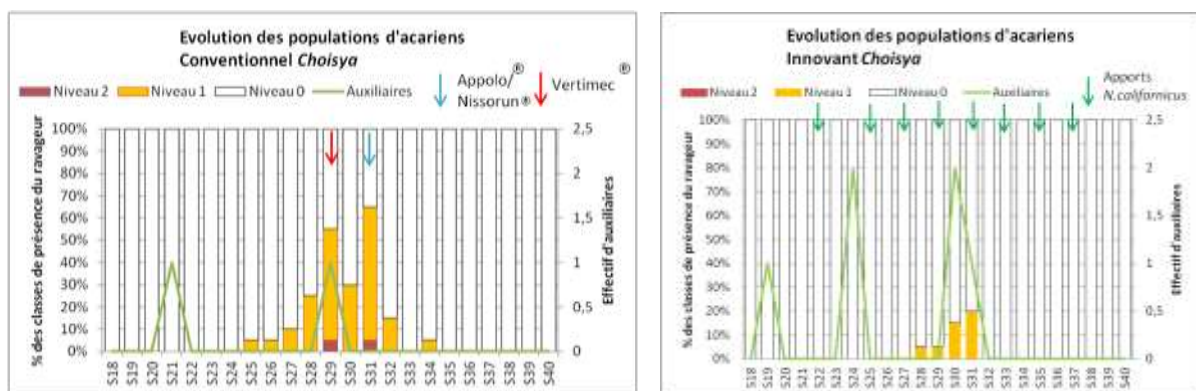 Evolution des populations d'acariens
Conventionnel Choisya
Niveau 2 Niveau 1 Niveau 0 Auxiliaires
Appolo/®
Nissorun®
Vertimec ®
% des classes de présence du ravageur
100%
90%
80%
70%
60%
50%
40%
30%
20%
10%
0%
2,5
2
1,5
1
0,5
0
Effectif d'auxiliaires
S18 S19 S20 S21 S22 S23 S24 S25 S26 S27 S28 S29 S30 S31 S32 S33 S34 S35 S36 S37 S38 S39 S40
Evolution des populations d'acariens
Innovant Choisya
Niveau 2 Niveau 1 Niveau 0 Auxiliaires
Apports
N.californicus
% des classes de présence du ravageur
100%
90%
80%
70%
60%
50%
40%
30%
20%
10%
0%
2,5
2
1,5
1
0,5
0
Effectif d'auxiliaires
S18 S19 S20 S21 S22 S23 S24 S25 S26 S27 S28 S29 S30 S31 S32 S33 S34 S35 S36 S37 S38 S39 S40